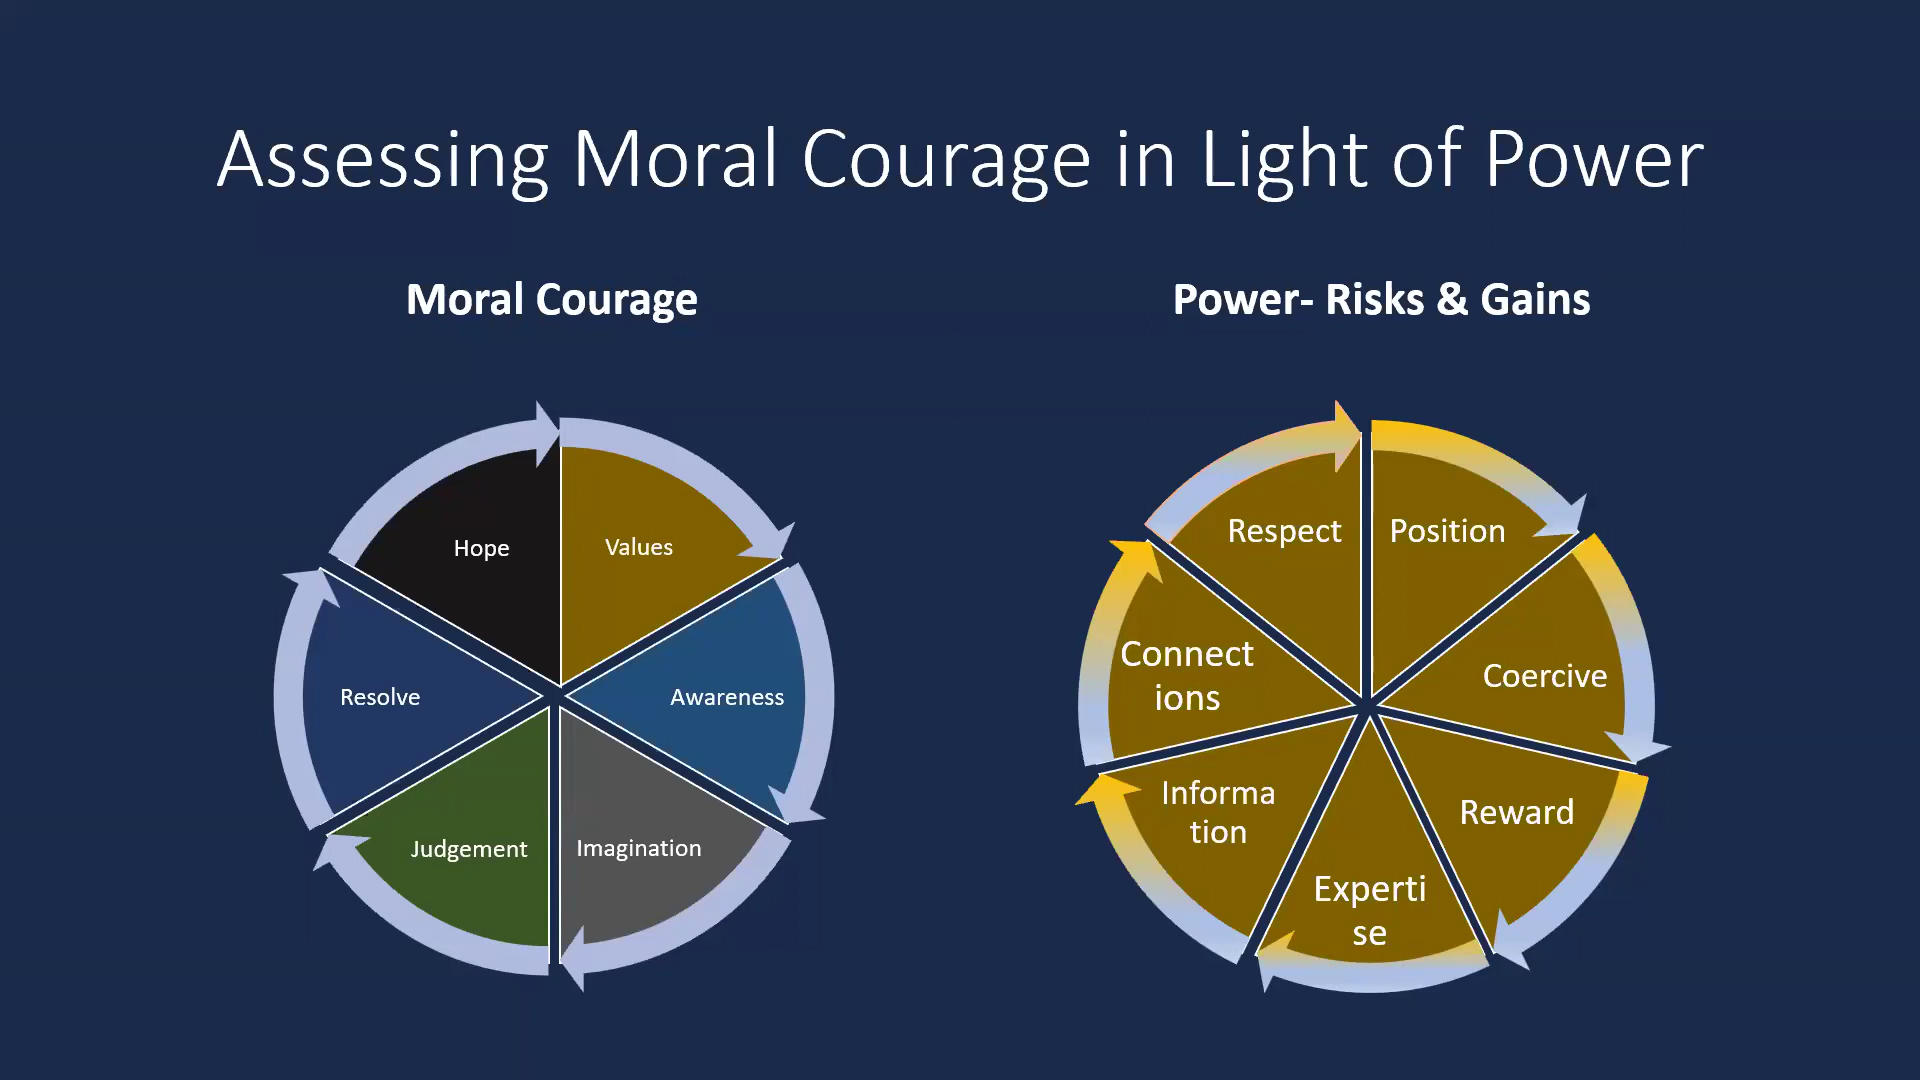 Assessing Moral Courage in Light of Power
Moral Courage
Hope
Values
Awareness
Imagination
Judgement
Resolve
Power- Risks & Gains
Respect
Position
Coercive
Reward
Experti
se
Informa
tion
Connect
ions